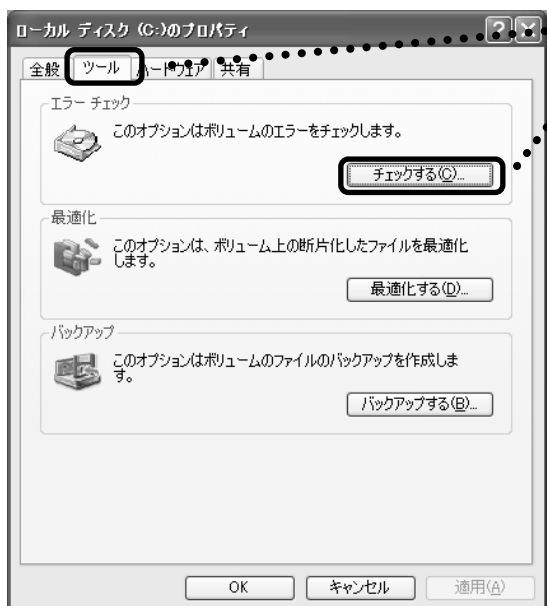 ローカル ディスク (C:)のプロパティ
全般 ツール ハードウェア 共有
エラー チェック
このオプションはボリュームのエラーをチェックします。
チェックする(C)...
最適化
このオプションは、ボリューム上の断片化したファイルを最適化
します。
最適化する(D)...
バックアップ
このオプションはボリュームのファイルのバックアップを作成しま
す。
バックアップする(B)...
OK キャンセル 適用(A)